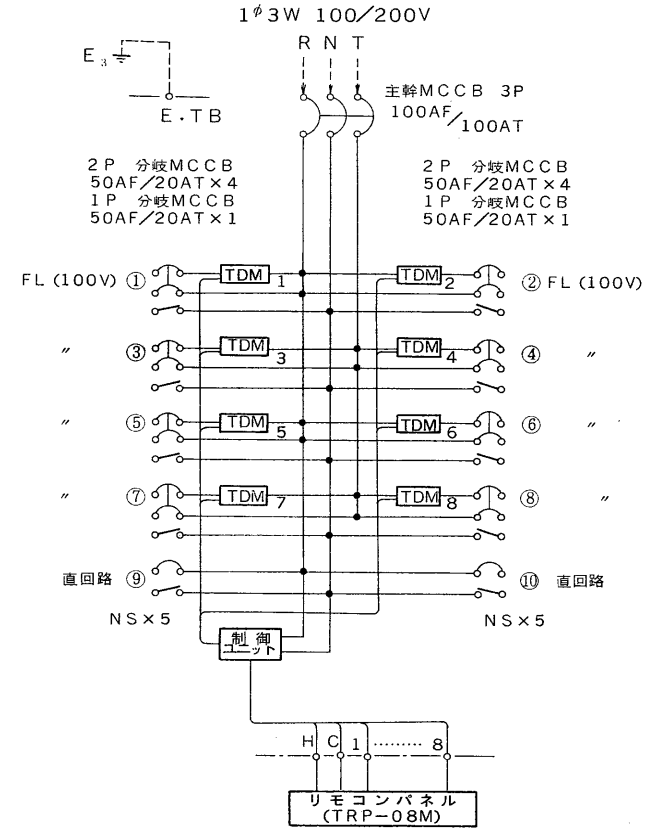 1φ3W 100/200V
R N T
E₃
E.TB
主幹MCCB 3P
100AF/100AT
2P 分岐MCCB
50AF/20AT×4
1P 分岐MCCB
50AF/20AT×1
2P 分岐MCCB
50AF/20AT×4
1P 分岐MCCB
50AF/20AT×1
FL(100V) ① TDM 1 TDM 2 ② FL(100V)
〃 ③ TDM 3 TDM 4 ④ 〃
〃 ⑤ TDM 5 TDM 6 ⑥ 〃
〃 ⑦ TDM 7 TDM 8 ⑧ 〃
直回路 ⑨ ⑩ 直回路
NS×5 NS×5
制御
ユニット
H C 1 ……… 8
リモコンパネル
(TRP-08M)